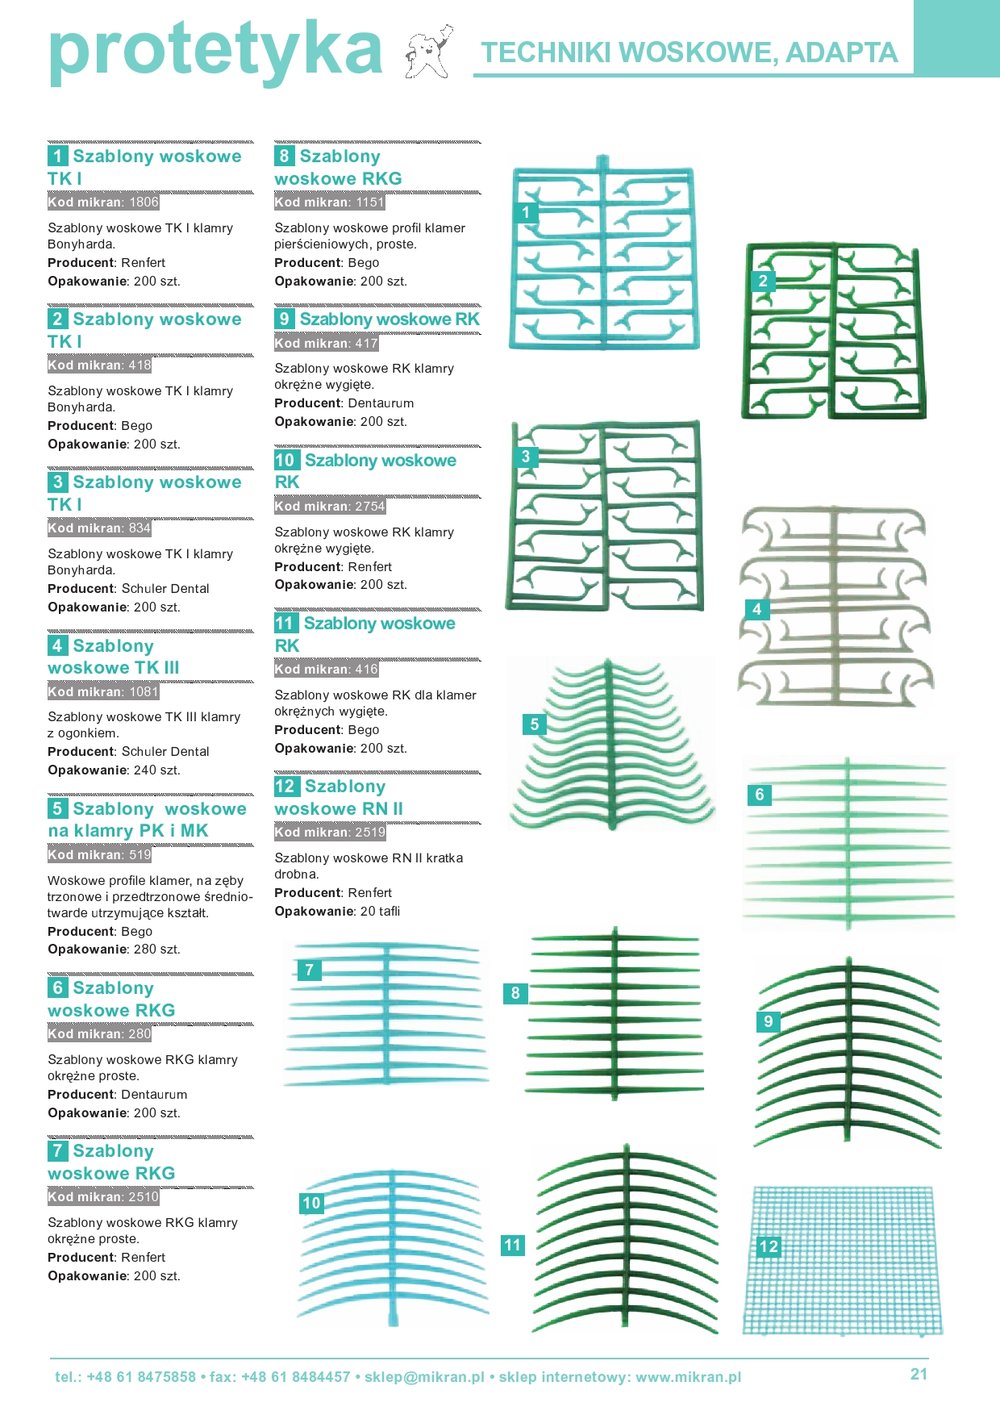 protetyka
TECHNIKI WOSKOWE, ADAPTA
1 Szablony woskowe
TK I
Kod mikran: 1806
Szablony woskowe TK I klamry
Bonyharda.
Producent: Renfert
Opakowanie: 200 szt.
2 Szablony woskowe
TK I
Kod mikran: 418
Szablony woskowe TK I klamry
Bonyharda.
Producent: Bego
Opakowanie: 200 szt.
3 Szablony woskowe
TK I
Kod mikran: 834
Szablony woskowe TK I klamry
Bonyharda.
Producent: Schuler Dental
Opakowanie: 200 szt.
4 Szablony
woskowe TK III
Kod mikran: 1081
Szablony woskowe TK III klamry
z ogonkiem.
Producent: Schuler Dental
Opakowanie: 240 szt.
5 Szablony woskowe
na klamry PK i MK
Kod mikran: 519
Woskowe profile klamer, na zęby
trzonowe i przedtrzonowe średnio-
twarde utrzymujące kształt.
Producent: Bego
Opakowanie: 280 szt.
6 Szablony
woskowe RKG
Kod mikran: 280
Szablony woskowe RKG klamry
okrężne proste.
Producent: Dentaurum
Opakowanie: 200 szt.
7 Szablony
woskowe RKG
Kod mikran: 2510
Szablony woskowe RKG klamry
okrężne proste.
Producent: Renfert
Opakowanie: 200 szt.
8 Szablony
woskowe RKG
Kod mikran: 1151
Szablony woskowe profil klamer
pierścieniowych, proste.
Producent: Bego
Opakowanie: 200 szt.
9 Szablony woskowe RK
Kod mikran: 417
Szablony woskowe RK klamry
okrężne wygięte.
Producent: Dentaurum
Opakowanie: 200 szt.
10 Szablony woskowe
RK
Kod mikran: 2754
Szablony woskowe RK klamry
okrężne wygięte.
Producent: Renfert
Opakowanie: 200 szt.
11 Szablony woskowe
RK
Kod mikran: 416
Szablony woskowe RK dla klamer
okrężnych wygięte.
Producent: Bego
Opakowanie: 200 szt.
12 Szablony
woskowe RN II
Kod mikran: 2519
Szablony woskowe RN II kratka
drobna.
Producent: Renfert
Opakowanie: 20 tafli
1
2
3
4
5
6
7
8
9
10
11
12
tel.: +48 61 8475858 • fax: +48 61 8484457 • sklep@mikran.pl • sklep internetowy: www.mikran.pl
21